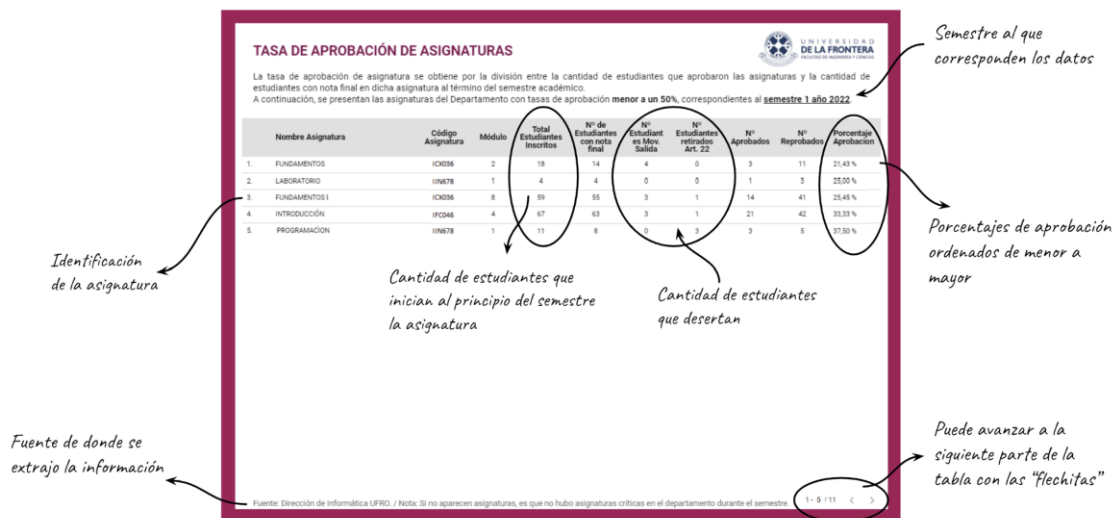 TASA DE APROBACIÓN DE ASIGNATURAS
UNIVERSIDAD
DE LA FRONTERA
FACULTAD DE INGENIERÍA Y CIENCIAS
Semestre al que
corresponden los datos
La tasa de aprobación de asignatura se obtiene por la división entre la cantidad de estudiantes que aprobaron las asignaturas y la cantidad de
estudiantes con nota final en dicha asignatura al término del semestre académico.
A continuación, se presentan las asignaturas del Departamento con tasas de aprobación menor a un 50%, correspondientes al semestre 1 año 2022.
Nombre Asignatura Código Asignatura Módulo Total Estudiantes Inscritos Nº de Estudiantes con nota final Nº Estudiant es Mov. Salida Nº Estudiantes retirados Art. 22 Nº Aprobados Nº Reprobados Porcentaje Aprobacion
1. FUNDAMENTOS ICX036 2 18 14 4 0 3 11 21,43 %
2. LABORATORIO IIN678 1 4 4 0 0 1 3 25,00 %
3. FUNDAMENTOS I ICX036 8 59 55 3 1 14 41 25,45 %
4. INTRODUCCIÓN IFC046 4 67 63 3 1 21 42 33,33 %
5. PROGRAMACION IIN678 1 11 8 0 3 3 5 37,50 %
Identificación
de la asignatura
Cantidad de estudiantes que
inician al principio del semestre
la asignatura
Cantidad de estudiantes
que desertan
Porcentajes de aprobación
ordenados de menor a
mayor
Fuente de donde se
extrajo la información
Puede avanzar a la
siguiente parte de la
tabla con las “flechitas”
Fuente: Dirección de Informática UFRO. / Nota: Si no aparecen asignaturas, es que no hubo asignaturas críticas en el departamento durante el semestre.
1 - 5 / 11 < >